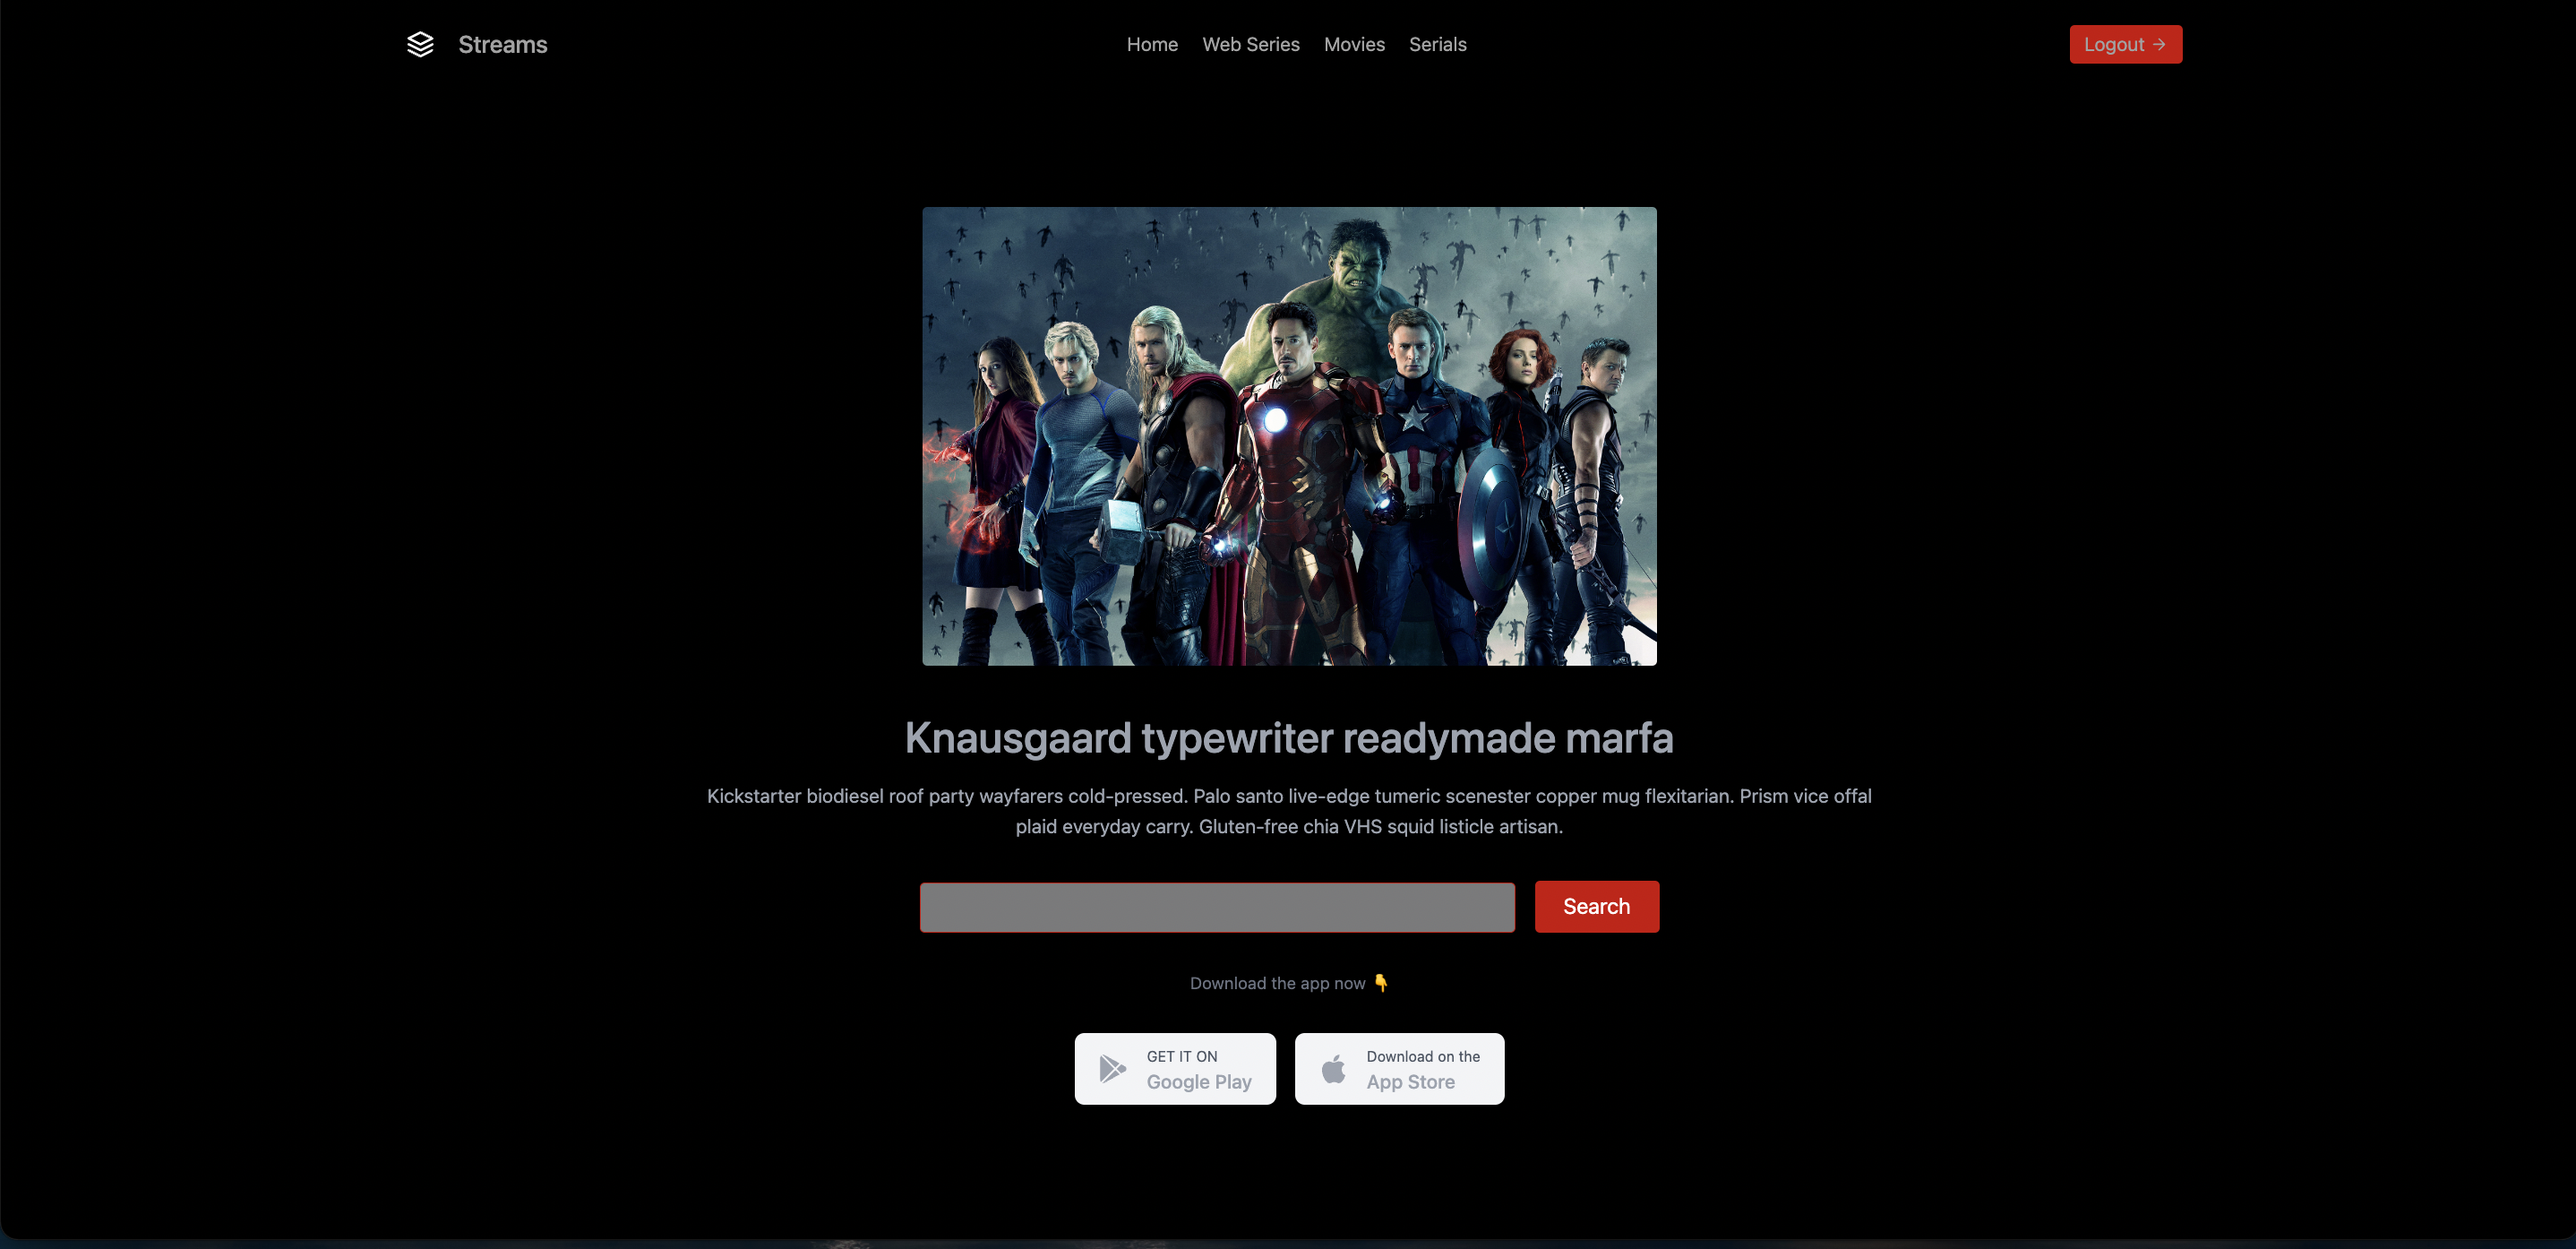 Streams
Home Web Series Movies Serials
Logout →
Knausgaard typewriter readymade marfa
Kickstarter biodiesel roof party wayfarers cold-pressed. Palo santo live-edge tumeric scenester copper mug flexitarian. Prism vice offal
plaid everyday carry. Gluten-free chia VHS squid listicle artisan.
Search
Download the app now 👇
GET IT ON
Google Play
Download on the
App Store